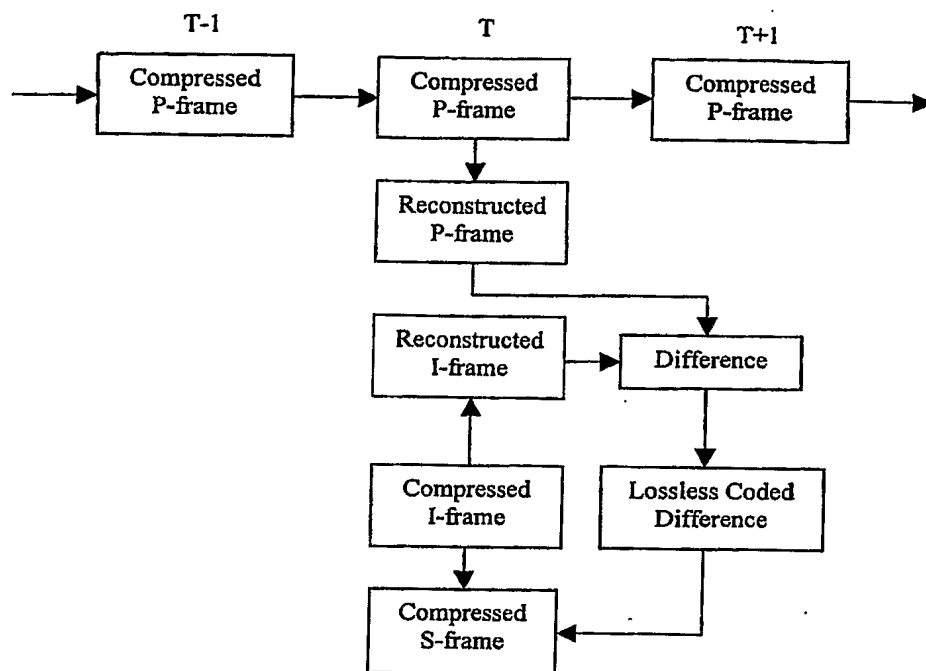 T-1
T
T+1
Compressed
P-frame
Compressed
P-frame
Compressed
P-frame
Reconstructed
P-frame
Reconstructed
I-frame
Difference
Compressed
I-frame
Lossless Coded
Difference
Compressed
S-frame